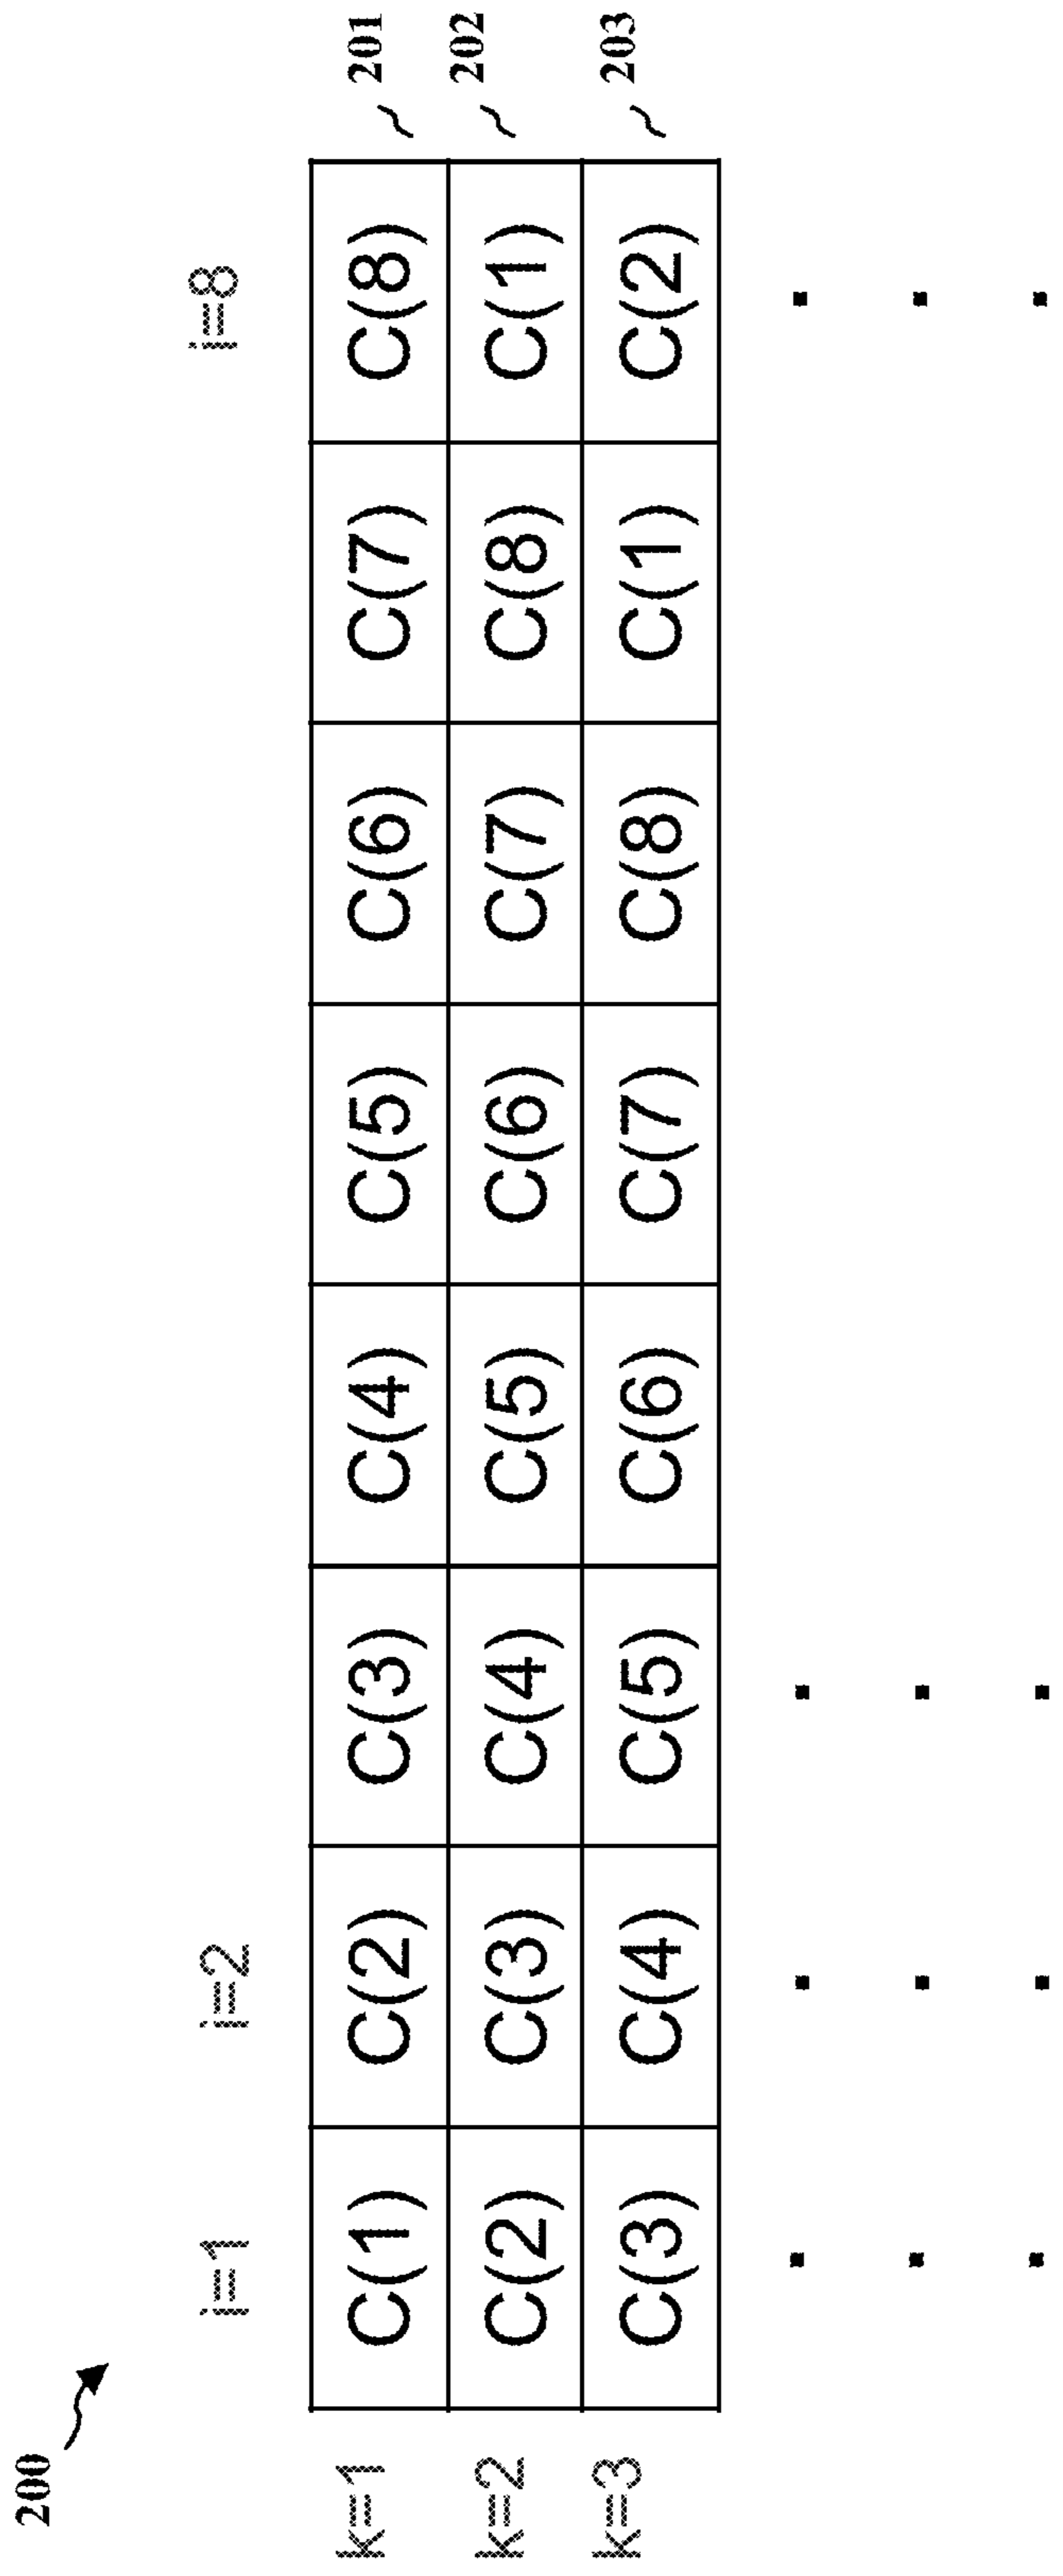 200
i=1 i=2 i=8
k=1 C(1) C(2) C(3) C(4) C(5) C(6) C(7) C(8) 201
k=2 C(2) C(3) C(4) C(5) C(6) C(7) C(8) C(1) 202
k=3 C(3) C(4) C(5) C(6) C(7) C(8) C(1) C(2) 203